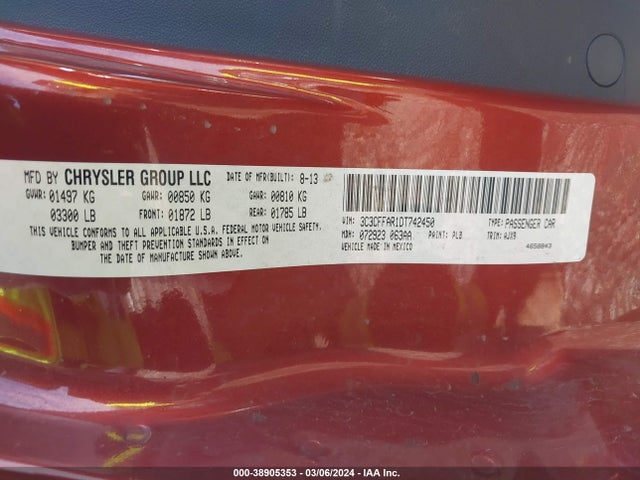 MFD BY CHRYSLER GROUP LLC DATE OF MFR(BUILT): 8-13
GVWR: 01497 KG GAWR: 00850 KG GAWR: 00810 KG
03300 LB FRONT: 01872 LB REAR: 01785 LB
THIS VEHICLE CONFORMS TO ALL APPLICABLE U.S.A. FEDERAL MOTOR VEHICLE SAFETY,
BUMPER AND THEFT PREVENTION STANDARDS IN EFFECT ON
THE DATE OF MANUFACTURE SHOWN ABOVE.
VIN: 3C3CFFAR1DT742450 TYPE: PASSENGER CAR
MDH: 072923 063AA PAINT: PLB TRIM: AJX9
MADE IN MEXICO 4650843
000-38905353 — 03/06/2024 — IAA Inc.